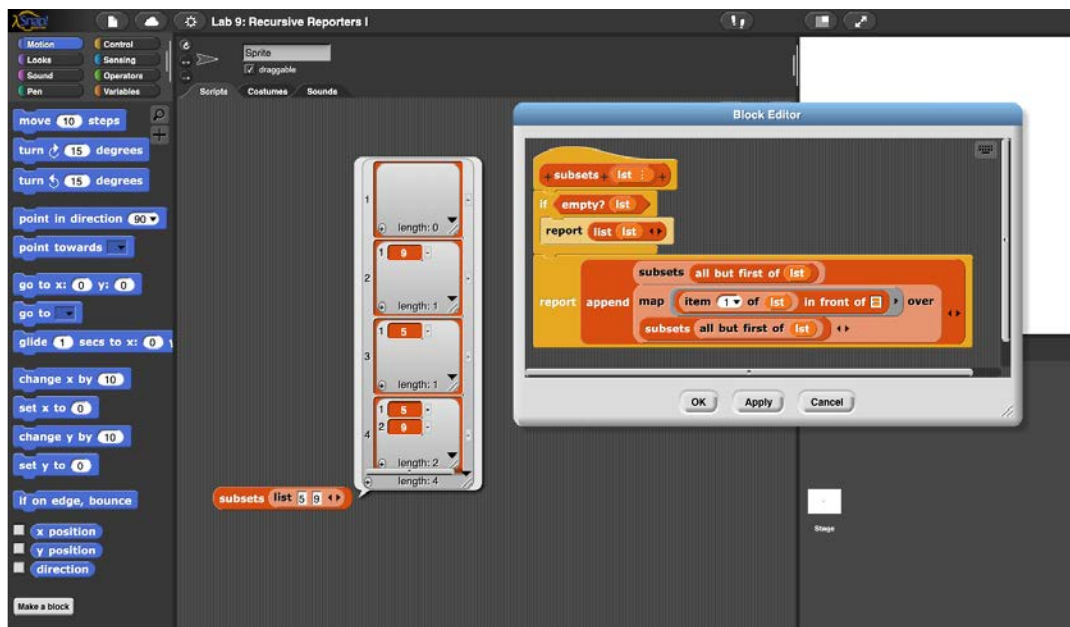 Snap!
Lab 9: Recursive Reporters I
Motion
Control
Looks
Sensing
Sound
Operators
Pen
Variables
Sprite
draggable
Scripts
Costumes
Sounds
move 10 steps
turn 15 degrees
turn 15 degrees
point in direction 90
point towards
go to x: 0 y: 0
go to
glide 1 secs to x: 0 y
change x by 10
set x to 0
change y by 10
set y to 0
if on edge, bounce
x position
y position
direction
Make a block
1
length: 0
1 9
2
length: 1
1 5
3
length: 1
1 5
2 9
4
length: 2
length: 4
subsets list 5 9
Block Editor
+ subsets + lst +
if empty? lst
report list lst
subsets all but first of lst
report append map item 1 of lst in front of over
subsets all but first of lst
OK
Apply
Cancel
Stage